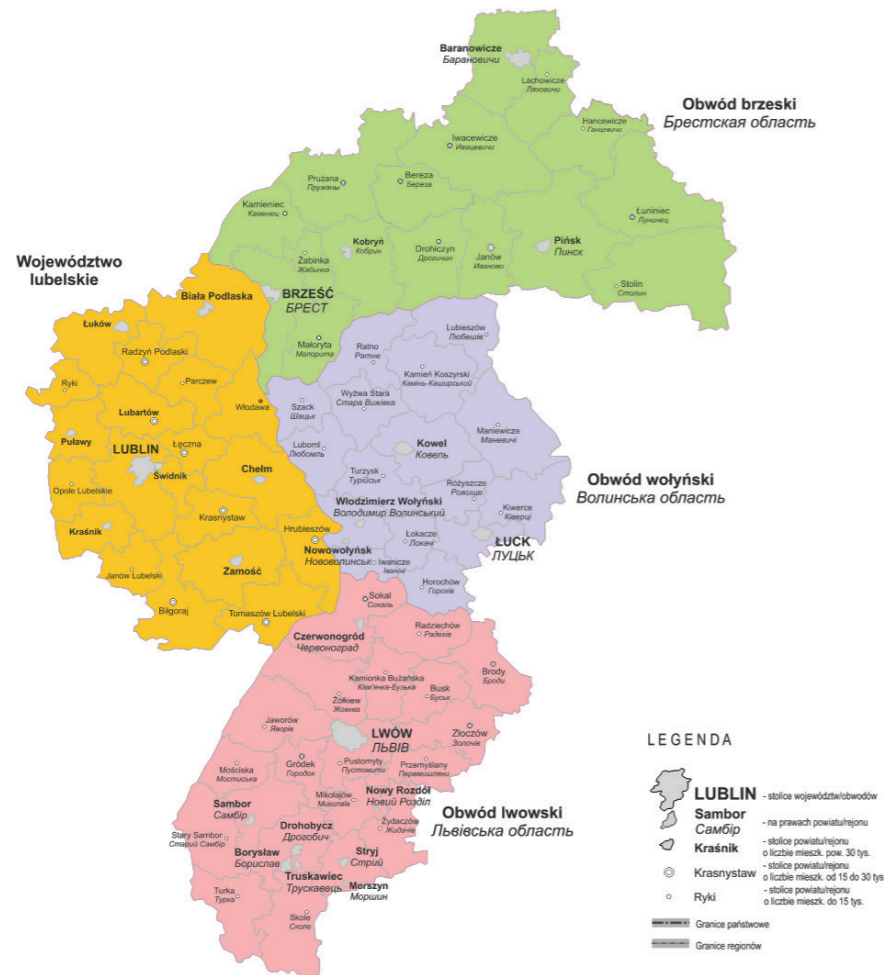 Baranowicze
Барановичи
Lachowicze
Ляховичи
Obwód brzeski
Брестская область
Hancewicze
Ганцевичи
Iwacewicze
Ивацевичи
Prużana
Пружаны
Bereza
Береза
Kamieniec
Каменец
Łuniniec
Лунинец
Żabinka
Жабинка
Kobryń
Кобрин
Drohiczyn
Дрогичин
Janów
Иваново
Pińsk
Пинск
Stolin
Столин
BRZEŚĆ
БРЕСТ
Małoryta
Малорита
Województwo
lubelskie
Biała Podlaska
Łuków
Radzyń Podlaski
Ryki
Parczew
Włodawa
Lubartów
Puławy
LUBLIN
Łęczna
Świdnik
Chełm
Opole Lubelskie
Krasnystaw
Kraśnik
Hrubieszów
Janów Lubelski
Zamość
Biłgoraj
Tomaszów Lubelski
Lubieszów
Любешів
Ratno
Ратне
Kamień Koszyrski
Камінь-Каширський
Szack
Шацьк
Wyżwa Stara
Стара Вижівка
Maniewicze
Маневичі
Luboml
Любомль
Kowel
Ковель
Obwód wołyński
Волинська область
Turzysk
Турійськ
Rożyszcze
Рожище
Włodzimierz Wołyński
Володимир Волинський
Kiwerce
Ківерці
Łokacze
Локачі
ŁUCK
ЛУЦЬК
Nowowołyńsk
Нововолинськ
Iwanicze
Іваничі
Horochów
Горохів
Sokal
Сокаль
Czerwonogród
Червоноград
Radziechów
Радехів
Kamionka Bużańska
Кам'янка-Бузька
Brody
Броди
Busk
Буськ
Żółkiew
Жовква
Jaworów
Яворів
LWÓW
ЛЬВІВ
Złoczów
Золочів
Gródek
Городок
Pustomyty
Пустомити
Przemyślany
Перемишляни
Mościska
Мостиська
Mikołajów
Миколаїв
Nowy Rozdół
Новий Розділ
Sambor
Самбір
Obwód lwowski
Львівська область
Drohobycz
Дрогобич
Żydaczów
Жидачів
Stary Sambor
Старий Самбір
Borysław
Борислав
Stryj
Стрий
Truskawiec
Трускавець
Morszyn
Моршин
Turka
Турка
Skole
Сколе
LEGENDA
LUBLIN - stolice województw/obwodów
Sambor
Самбір - na prawach powiatu/rejonu
Kraśnik - stolice powiatu/rejonu
o liczbie mieszk. pow. 30 tys.
Krasnystaw - stolice powiatu/rejonu
o liczbie mieszk. od 15 do 30 tys
Ryki - stolice powiatu/rejonu
o liczbie mieszk. do 15 tys.
Granice państwowe
Granice regionów